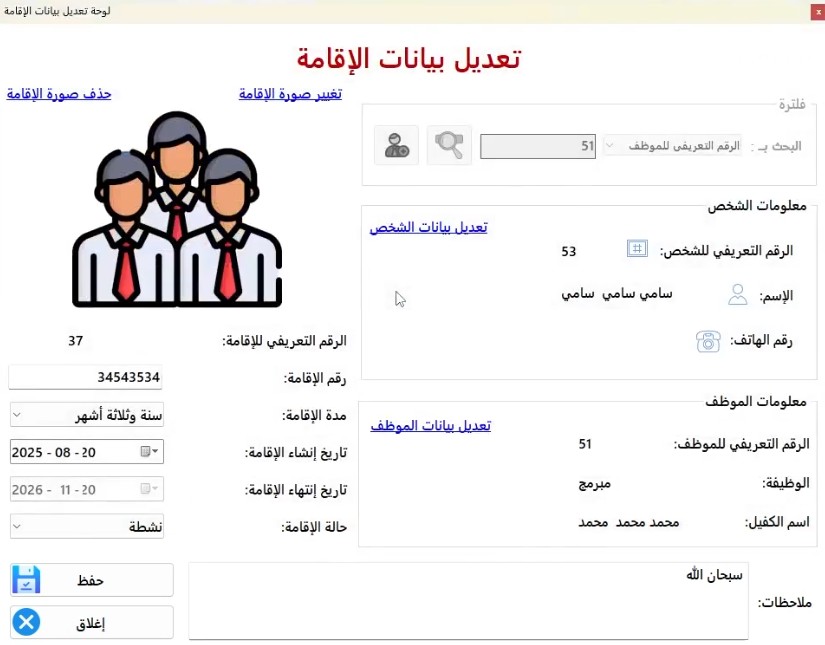 لوحة تعديل بيانات الإقامة
x
تعديل بيانات الإقامة
تغيير صورة الإقامة
حذف صورة الإقامة
فلترة
البحث بـ : الرقم التعريفي للموظف 51
معلومات الشخص
تعديل بيانات الشخص
الرقم التعريفي للشخص: 53
الإسم: سامي سامي سامي
رقم الهاتف:
معلومات الموظف
تعديل بيانات الموظف
الرقم التعريفي للموظف: 51
الوظيفة: مبرمج
اسم الكفيل: محمد محمد محمد
الرقم التعريفي للإقامة: 37
رقم الإقامة: 34543534
مدة الإقامة: سنة وثلاثة أشهر
تاريخ إنشاء الإقامة: 2025 - 08 - 20
تاريخ إنتهاء الإقامة: 2026 - 11 - 20
حالة الإقامة: نشطة
ملاحظات: سبحان الله
حفظ
إغلاق